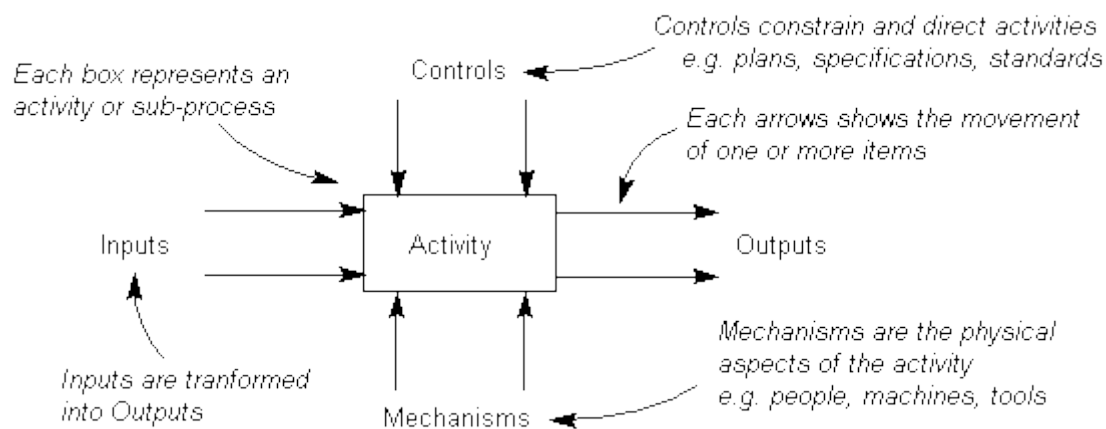 Controls constrain and direct activities
e.g. plans, specifications, standards
Each box represents an
activity or sub-process
Controls
Each arrows shows the movement
of one or more items
Inputs
Activity
Outputs
Inputs are tranformed
into Outputs
Mechanisms
Mechanisms are the physical
aspects of the activity
e.g. people, machines, tools